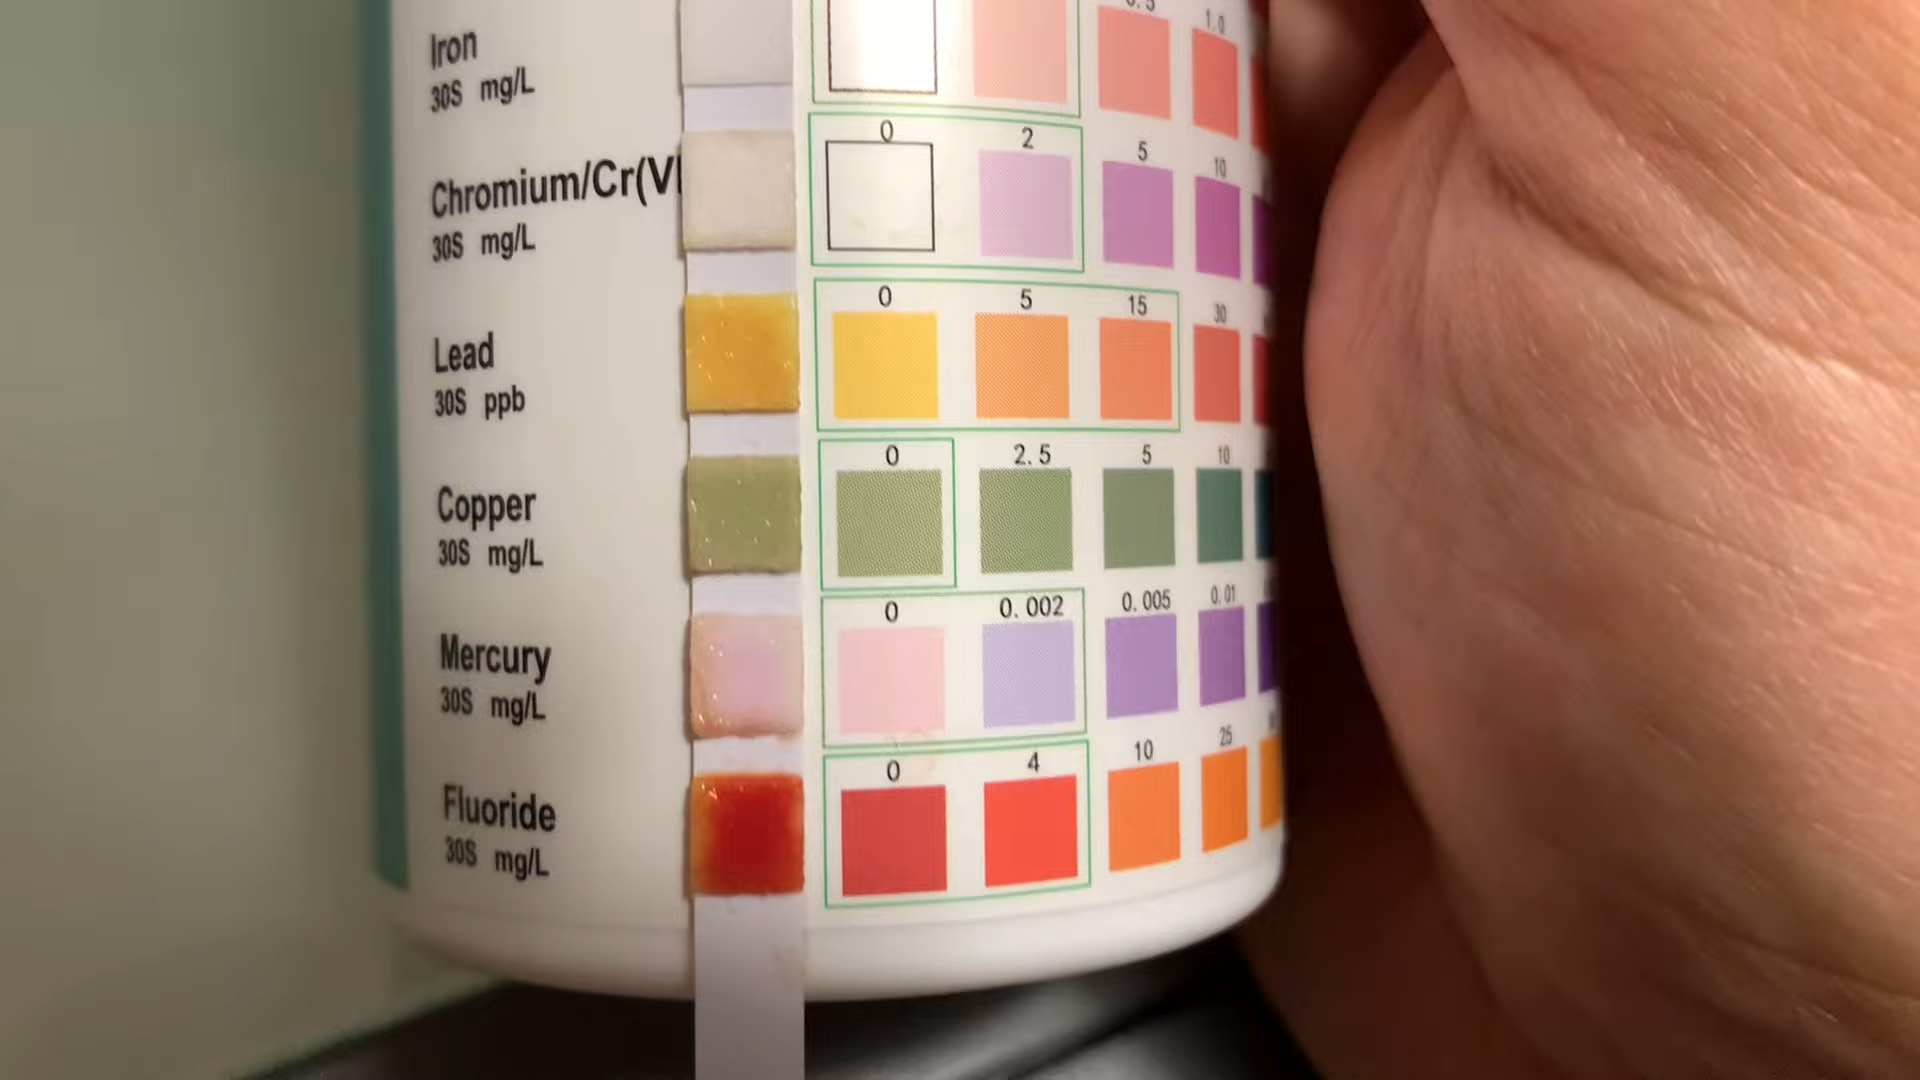 Iron
30S mg/L
1.0
Chromium/Cr(V
30S mg/L
0 2 5 10
Lead
30S ppb
0 5 15 30
Copper
30S mg/L
0 2.5 5 10
Mercury
30S mg/L
0 0.002 0.005 0.01
Fluoride
30S mg/L
0 4 10 25